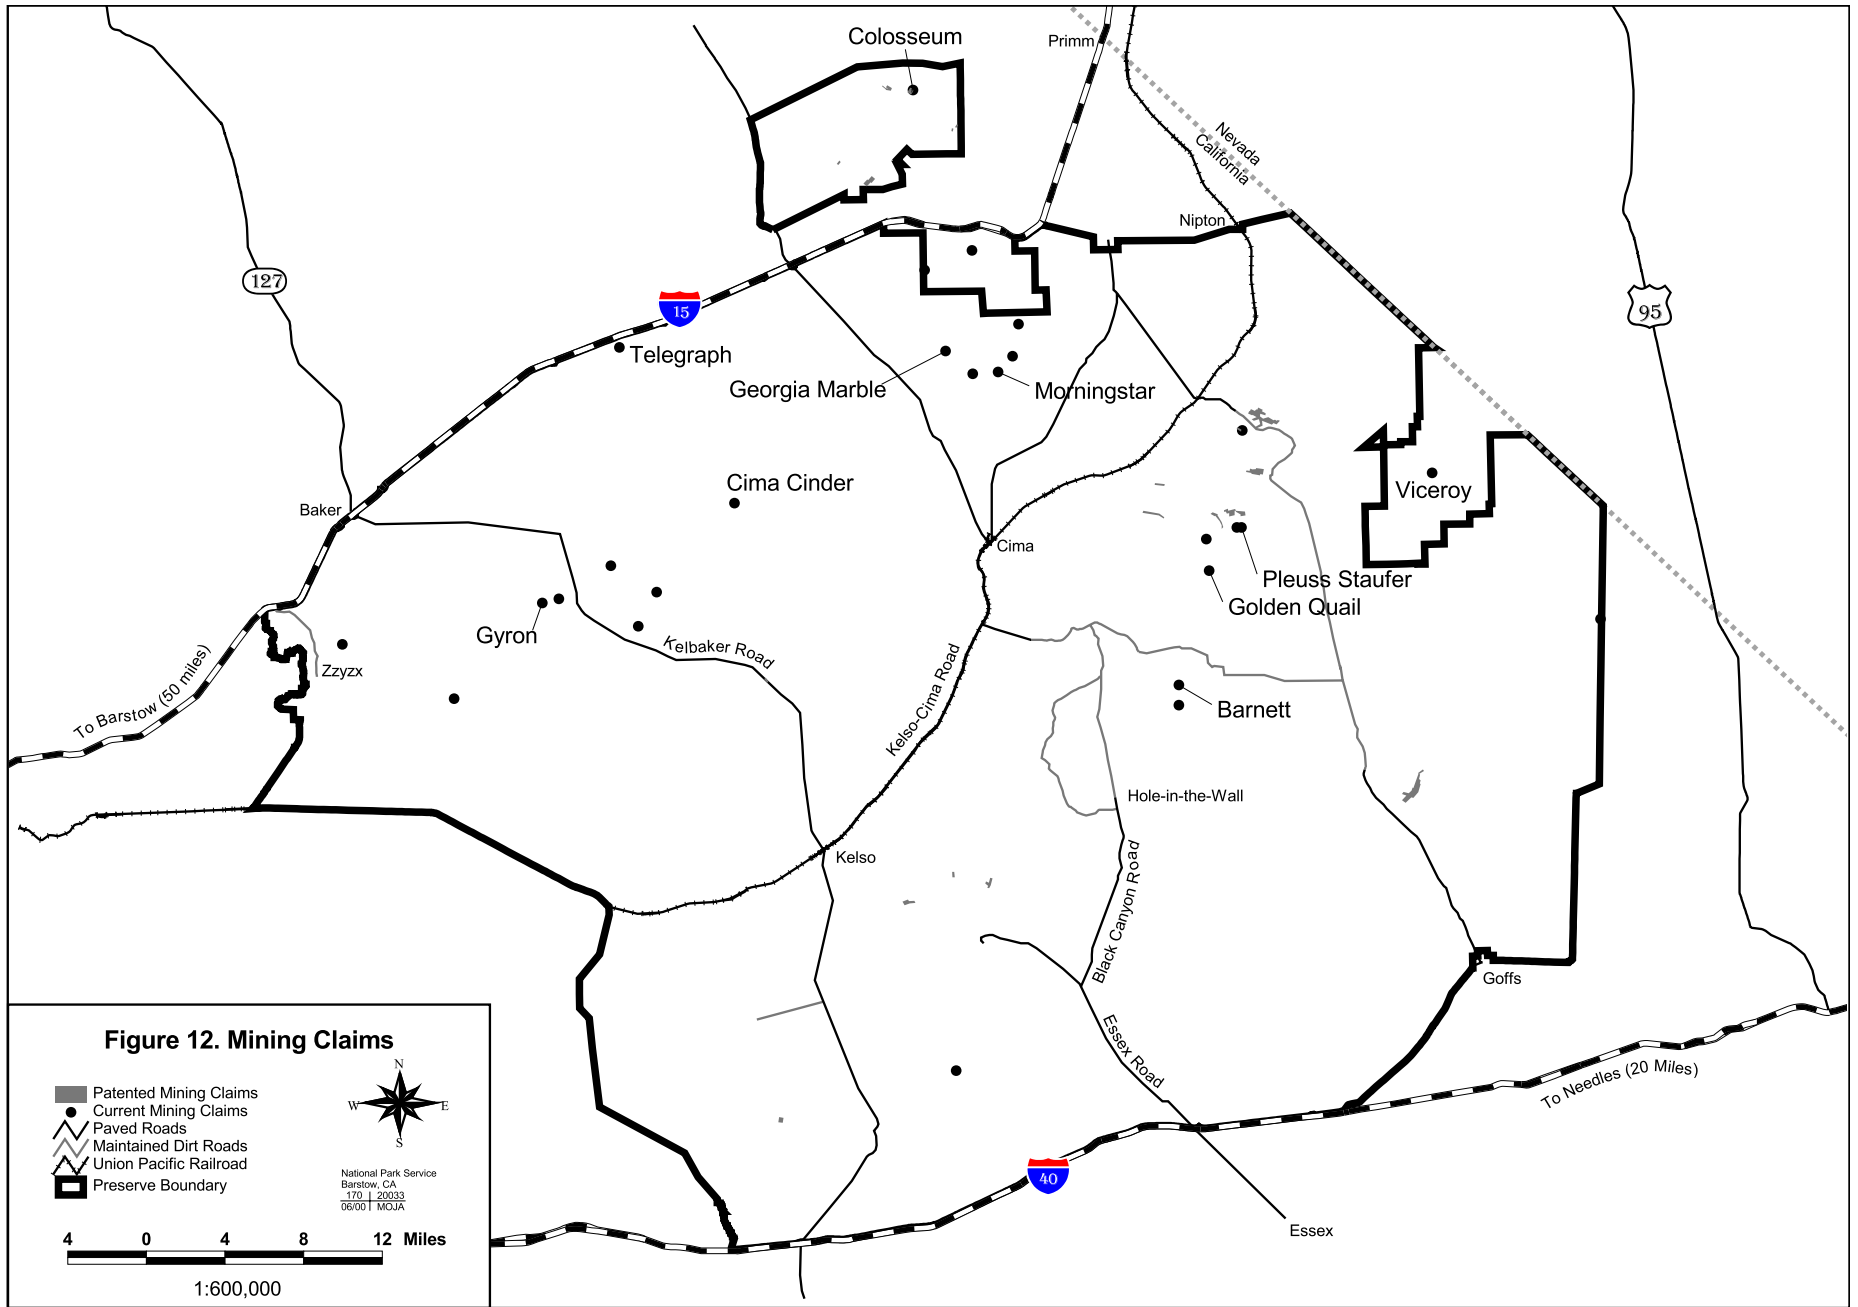 Colosseum
Primm
Nevada
California
Nipton
127
15
95
Telegraph
Georgia Marble
Morningstar
Cima Cinder
Viceroy
Baker
Cima
Pleuss Staufer
Golden Quail
Gyron
Kelbaker Road
Zzyzx
To Barstow (50 miles)
Kelso-Cima Road
Barnett
Hole-in-the-Wall
Kelso
Black Canyon Road
Goffs
Essex Road
To Needles (20 Miles)
40
Essex
Figure 12. Mining Claims
N
W
E
S
Patented Mining Claims
Current Mining Claims
Paved Roads
Maintained Dirt Roads
Union Pacific Railroad
Preserve Boundary
National Park Service
Barstow, CA
170 | 20033
06/00 | MOJA
4 0 4 8 12 Miles
1:600,000